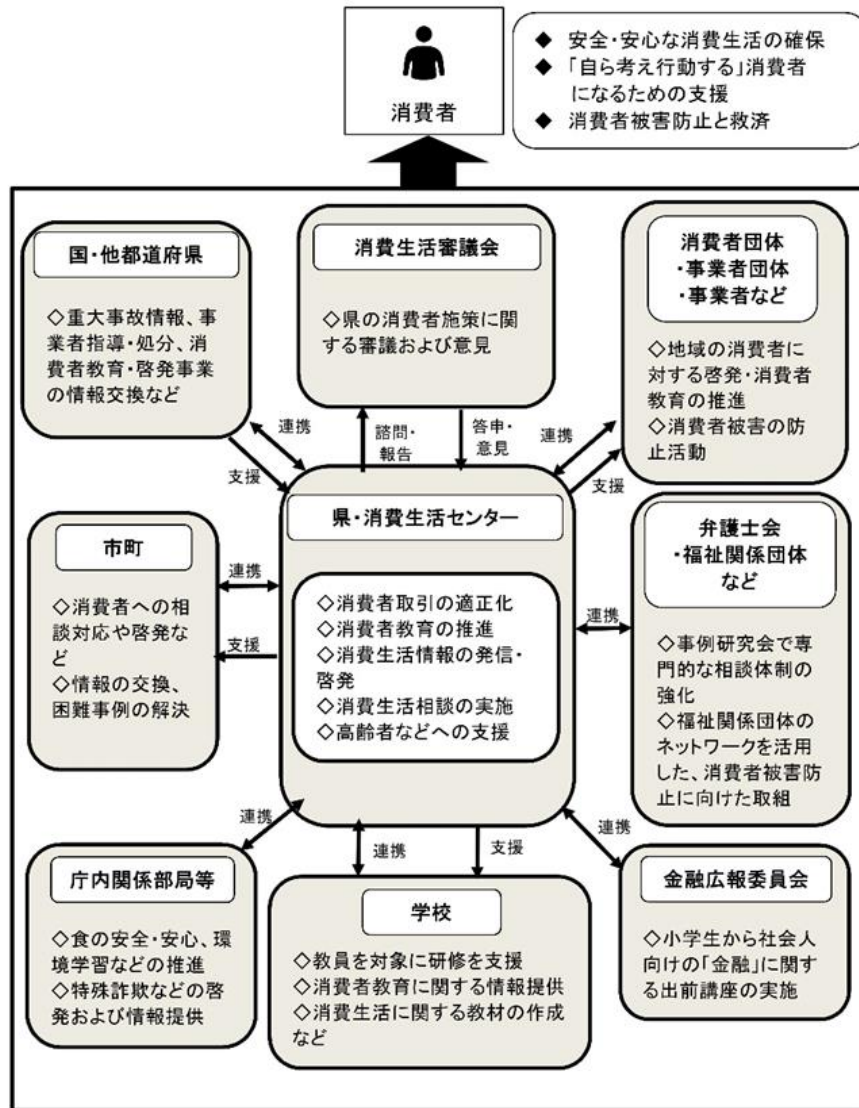 消費者
◆ 安全・安心な消費生活の確保
◆ 「自ら考え行動する」消費者
になるための支援
◆ 消費者被害防止と救済
国・他都道府県
◇重大事故情報、事
業者指導・処分、消
費者教育・啓発事業
の情報交換など
消費生活審議会
◇県の消費者施策に関
する審議および意見
消費者団体
・事業者団体
・事業者など
◇地域の消費者に
対する啓発・消費者
教育の推進
◇消費者被害の防
止活動
連携
支援
諮問・
報告
答申・
意見
連携
支援
県・消費生活センター
◇消費者取引の適正化
◇消費者教育の推進
◇消費生活情報の発信・
啓発
◇消費生活相談の実施
◇高齢者などへの支援
市町
◇消費者への相
談対応や啓発な
ど
◇情報の交換、
困難事例の解決
連携
支援
連携
弁護士会
・福祉関係団体
など
◇事例研究会で専
門的な相談体制の
強化
◇福祉関係団体の
ネットワークを活用
した、消費者被害防
止に向けた取組
連携
連携
支援
連携
庁内関係部局等
◇食の安全・安心、環
境学習などの推進
◇特殊詐欺などの啓
発および情報提供
学校
◇教員を対象に研修を支援
◇消費者教育に関する情報提供
◇消費生活に関する教材の作成
など
金融広報委員会
◇小学生から社会人
向けの「金融」に関す
る出前講座の実施